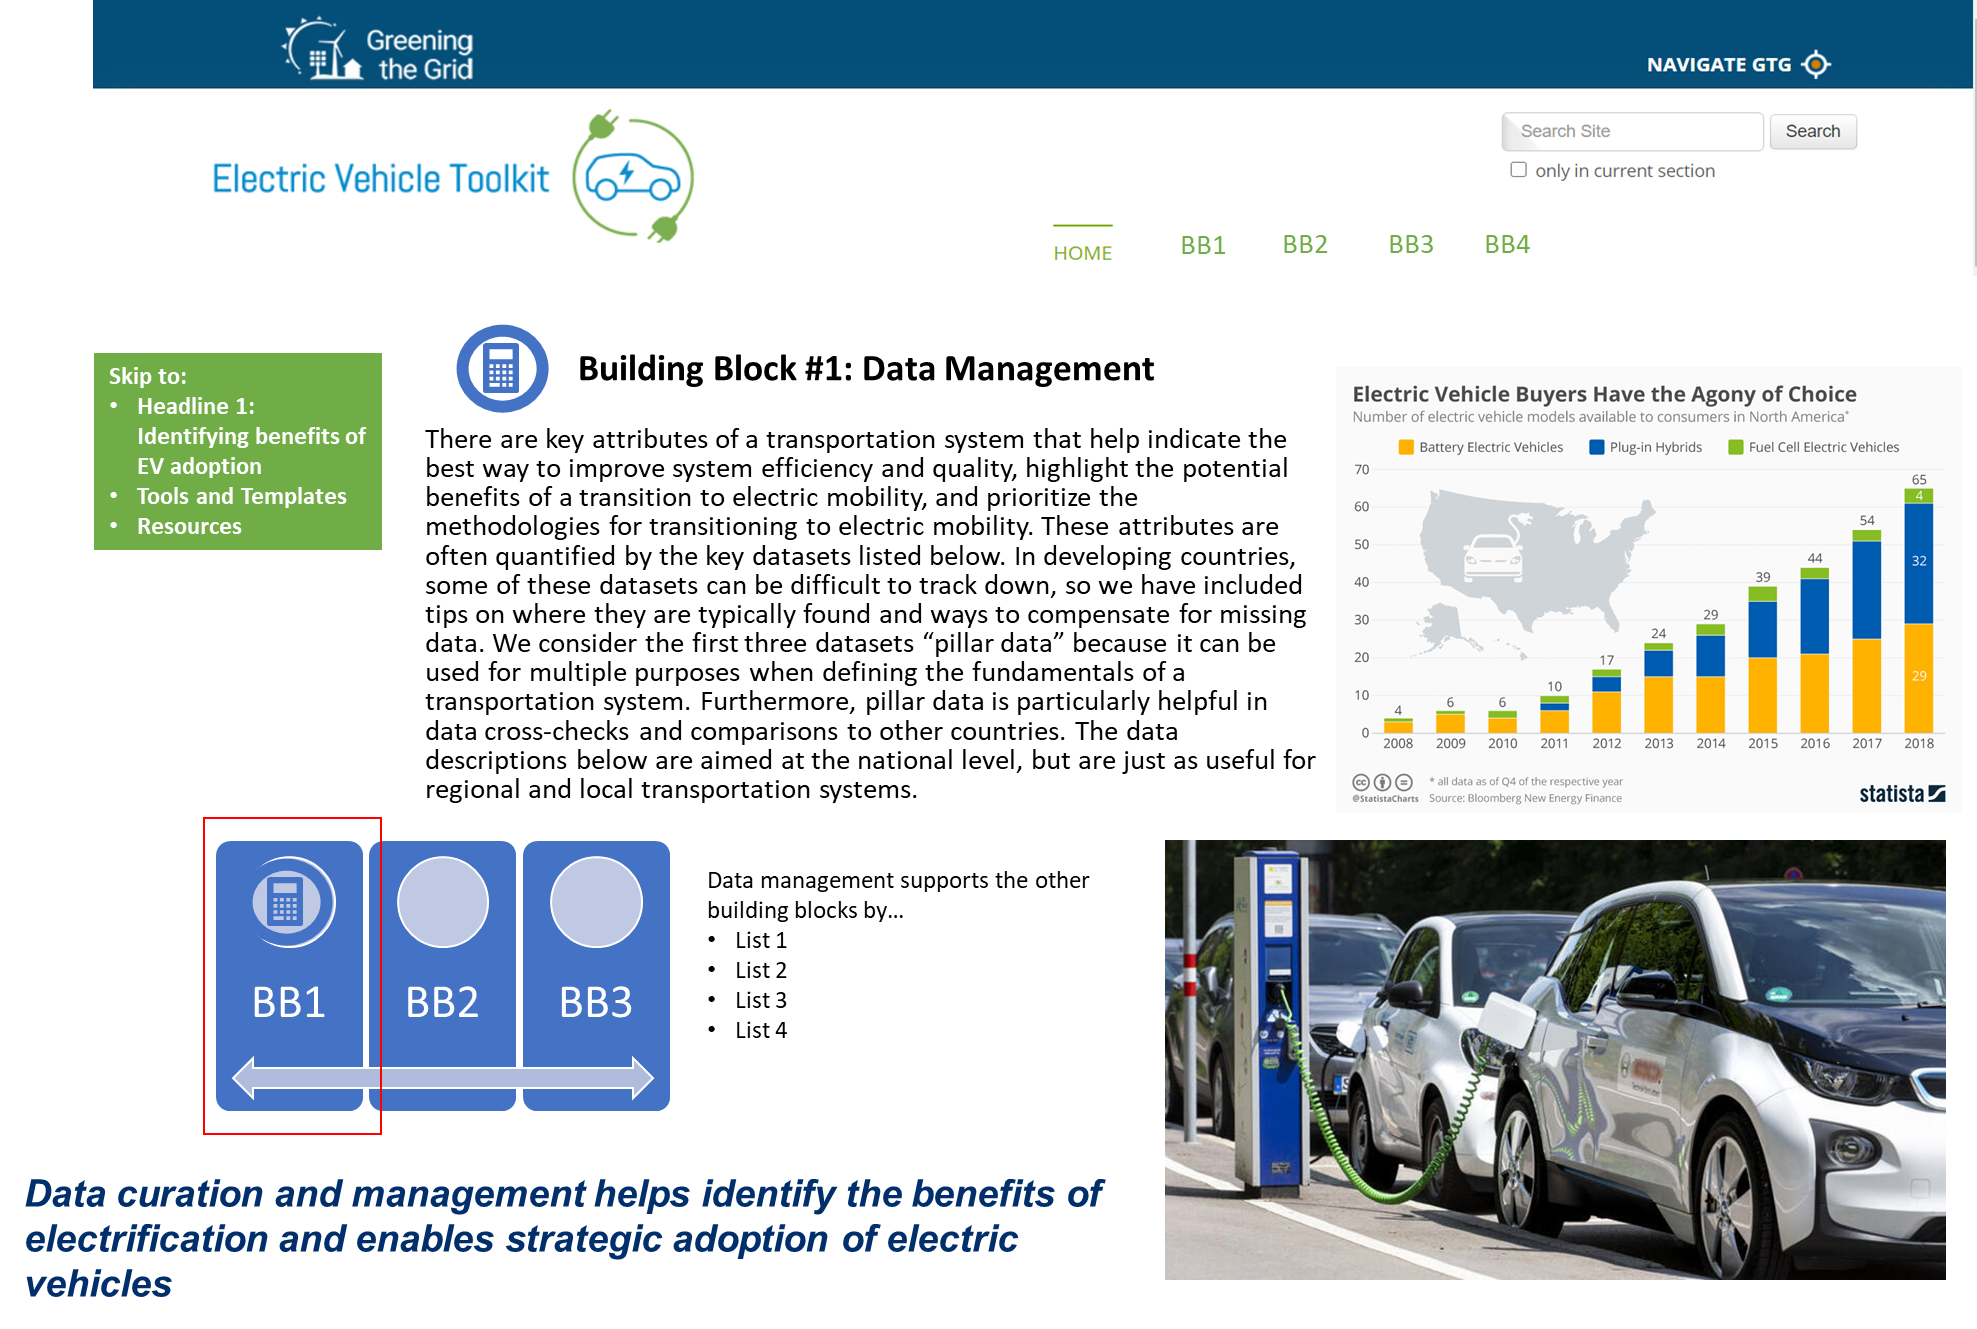 Greening
the Grid
NAVIGATE GTG
Electric Vehicle Toolkit
Search Site
Search
only in current section
HOME
BB1
BB2
BB3
BB4
Skip to:
• Headline 1:
Identifying benefits of
EV adoption
• Tools and Templates
• Resources
Building Block #1: Data Management
There are key attributes of a transportation system that help indicate the
best way to improve system efficiency and quality, highlight the potential
benefits of a transition to electric mobility, and prioritize the
methodologies for transitioning to electric mobility. These attributes are
often quantified by the key datasets listed below. In developing countries,
some of these datasets can be difficult to track down, so we have included
tips on where they are typically found and ways to compensate for missing
data. We consider the first three datasets “pillar data” because it can be
used for multiple purposes when defining the fundamentals of a
transportation system. Furthermore, pillar data is particularly helpful in
data cross-checks and comparisons to other countries. The data
descriptions below are aimed at the national level, but are just as useful for
regional and local transportation systems.
Electric Vehicle Buyers Have the Agony of Choice
Number of electric vehicle models available to consumers in North America*
Battery Electric Vehicles
Plug-in Hybrids
Fuel Cell Electric Vehicles
70
60
50
40
30
20
10
0
4
6
6
10
17
24
29
39
44
54
65
4
32
29
2008
2009
2010
2011
2012
2013
2014
2015
2016
2017
2018
cc
@StatistaCharts
* all data as of Q4 of the respective year
Source: Bloomberg New Energy Finance
statista
BB1
BB2
BB3
Data management supports the other
building blocks by...
• List 1
• List 2
• List 3
• List 4
Data curation and management helps identify the benefits of
electrification and enables strategic adoption of electric
vehicles